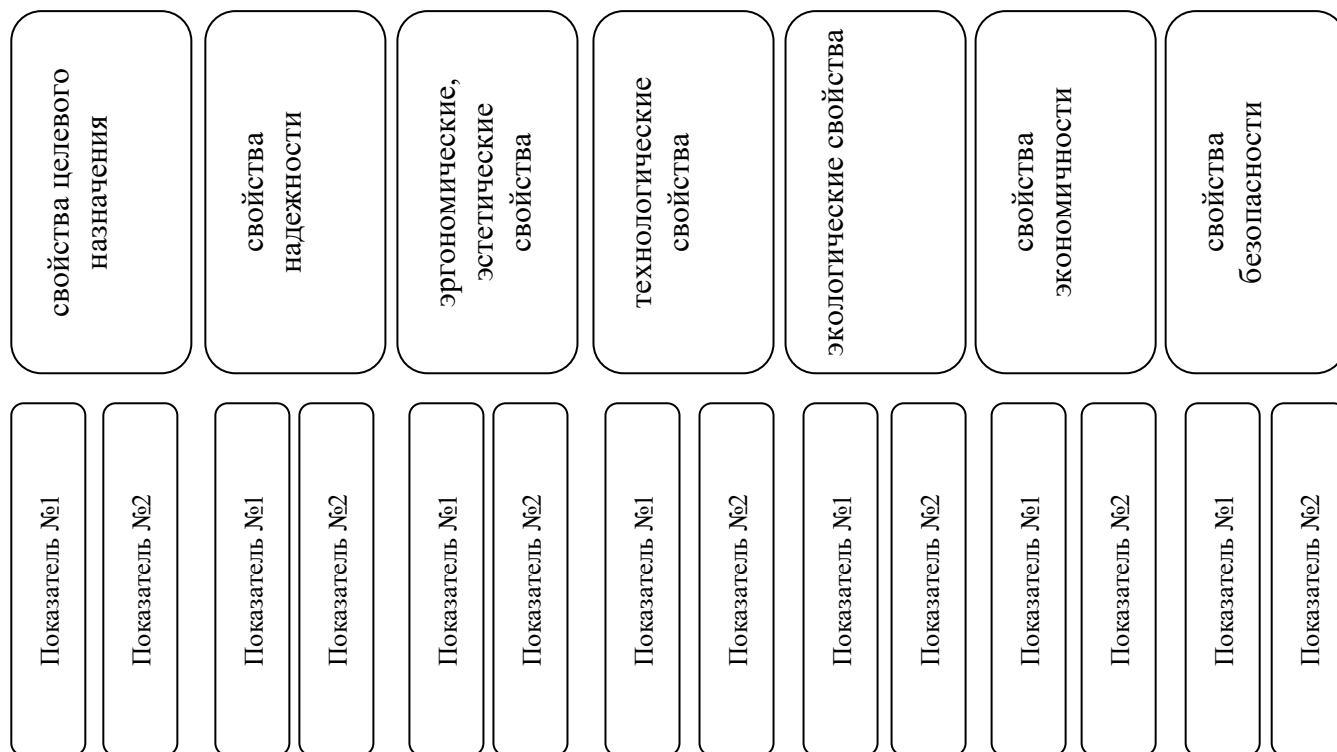 свойства целевого
назначения
свойства
надежности
эргономические,
эстетические
свойства
технологические
свойства
экологические свойства
свойства
экономичности
свойства
безопасности
Показатель №1
Показатель №2
Показатель №1
Показатель №2
Показатель №1
Показатель №2
Показатель №1
Показатель №2
Показатель №1
Показатель №2
Показатель №1
Показатель №2
Показатель №1
Показатель №2